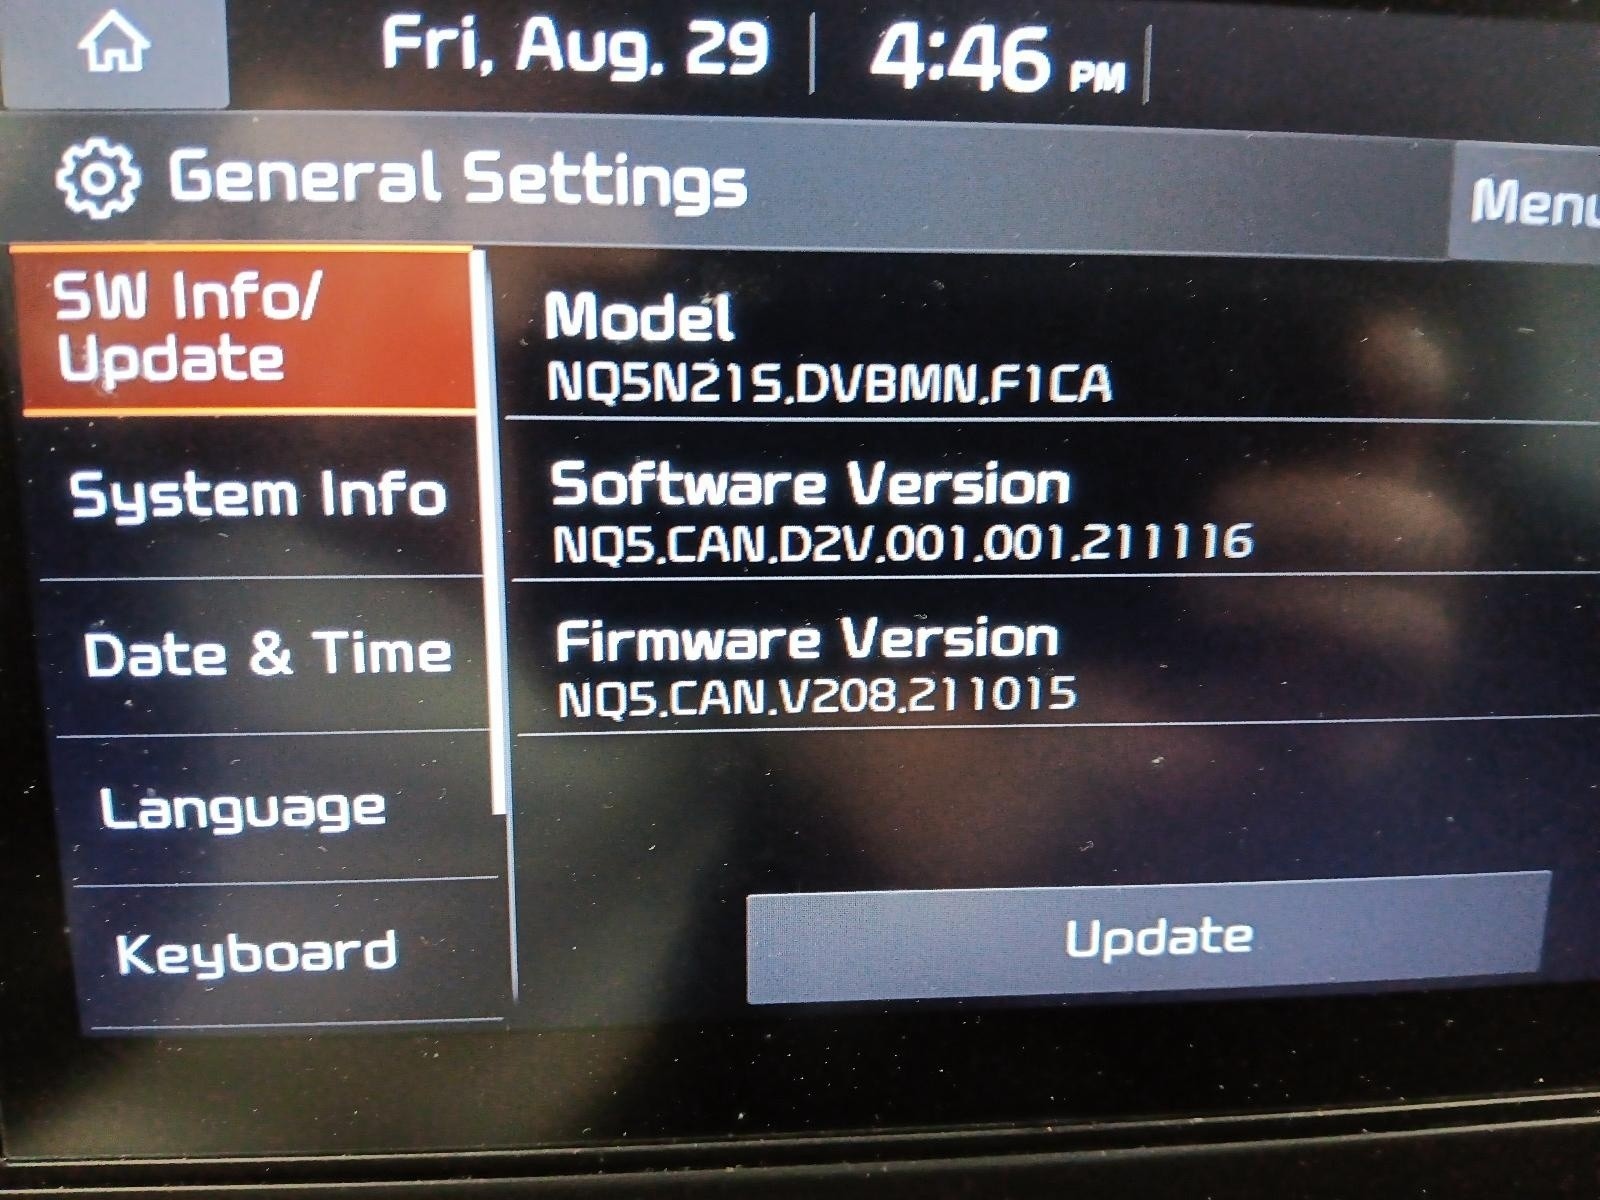 Fri, Aug. 29
4:46 PM
General Settings
Menu
SW Info/
Update
System Info
Date & Time
Language
Keyboard
Model
NQ5N21S.DVBMN.F1CA
Software Version
NQ5.CAN.D2V.001.001.211116
Firmware Version
NQ5.CAN.V208.211015
Update